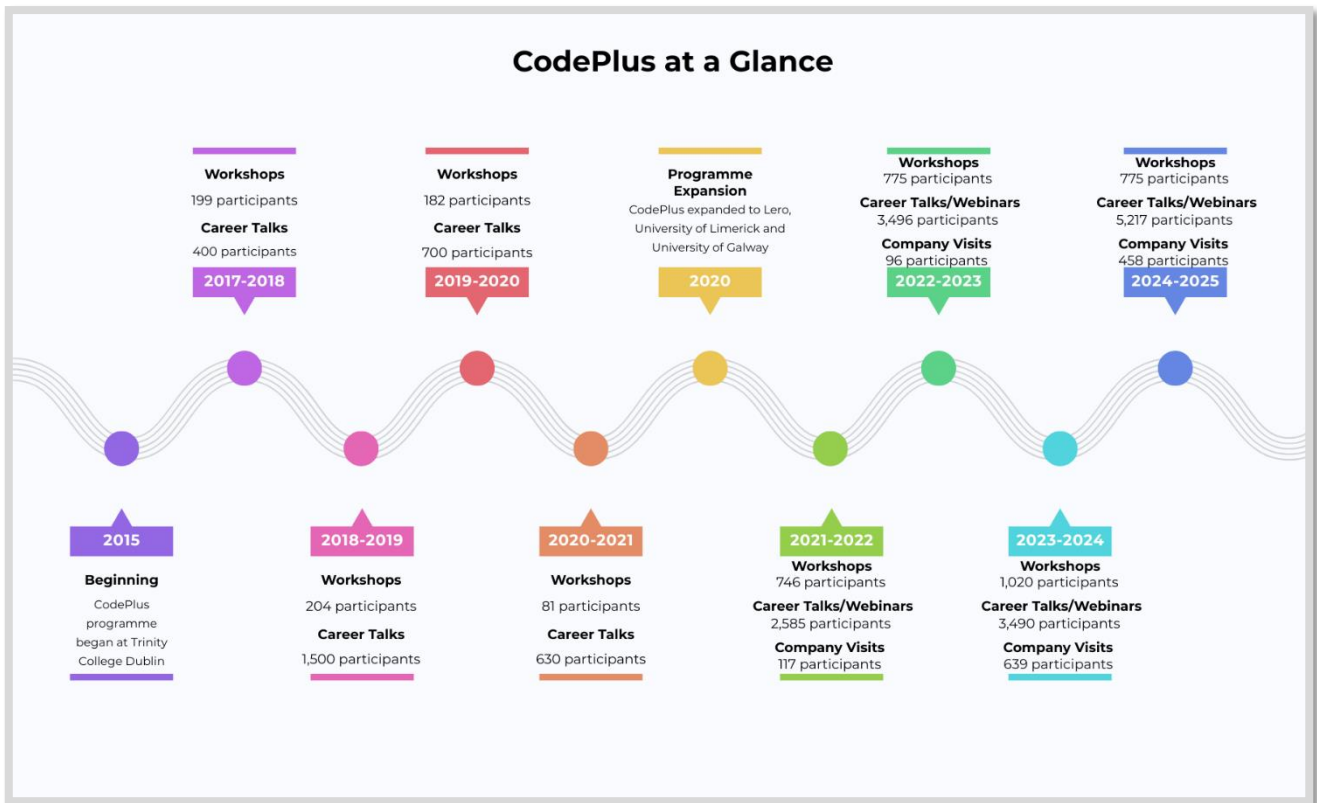 CodePlus at a Glance
Workshops
199 participants
Career Talks
400 participants
2017-2018
Workshops
182 participants
Career Talks
700 participants
2019-2020
Programme
Expansion
CodePlus expanded to Lero,
University of Limerick and
University of Galway
2020
Workshops
775 participants
Career Talks/Webinars
3,496 participants
Company Visits
96 participants
2022-2023
Workshops
775 participants
Career Talks/Webinars
5,217 participants
Company Visits
458 participants
2024-2025
2015
Beginning
CodePlus
programme
began at Trinity
College Dublin
2018-2019
Workshops
204 participants
Career Talks
1,500 participants
2020-2021
Workshops
81 participants
Career Talks
630 participants
2021-2022
Workshops
746 participants
Career Talks/Webinars
2,585 participants
Company Visits
117 participants
2023-2024
Workshops
1,020 participants
Career Talks/Webinars
3,490 participants
Company Visits
639 participants